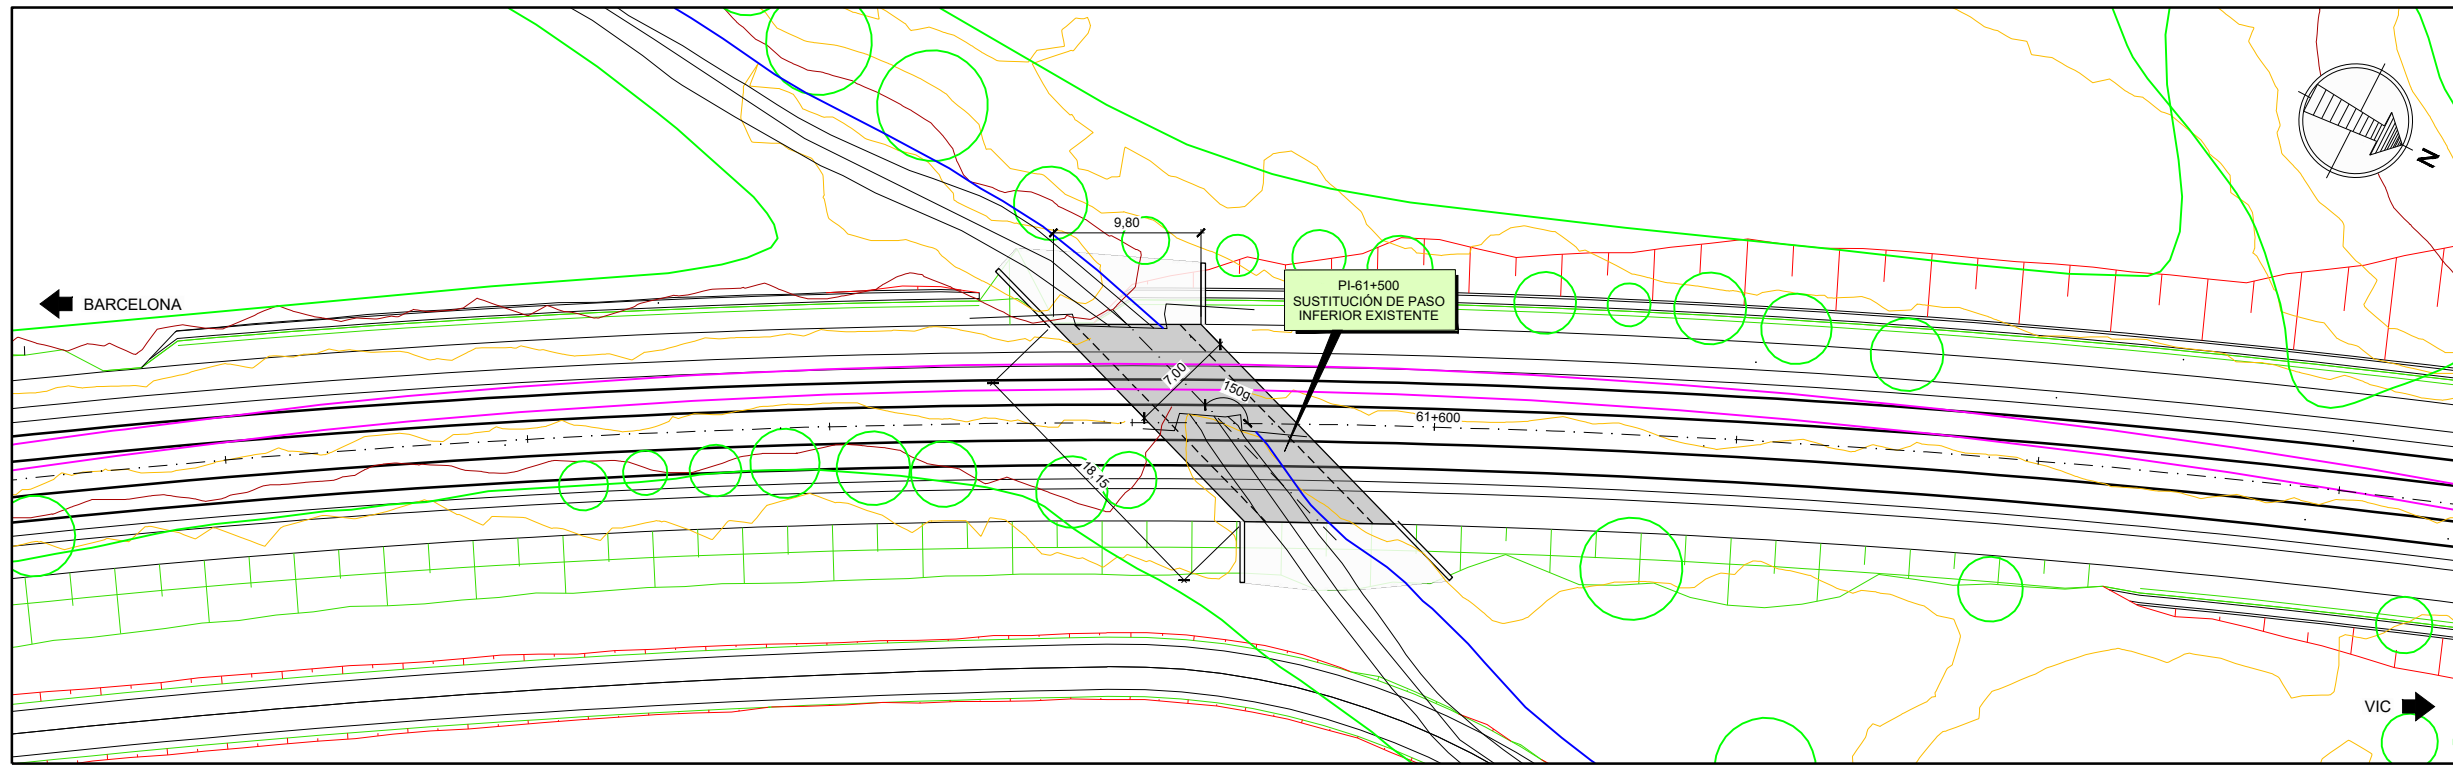 9,80
BARCELONA
PI-61+500
SUSTITUCIÓN DE PASO
INFERIOR EXISTENTE
N
7,00
150g
61+600
18,15
VIC